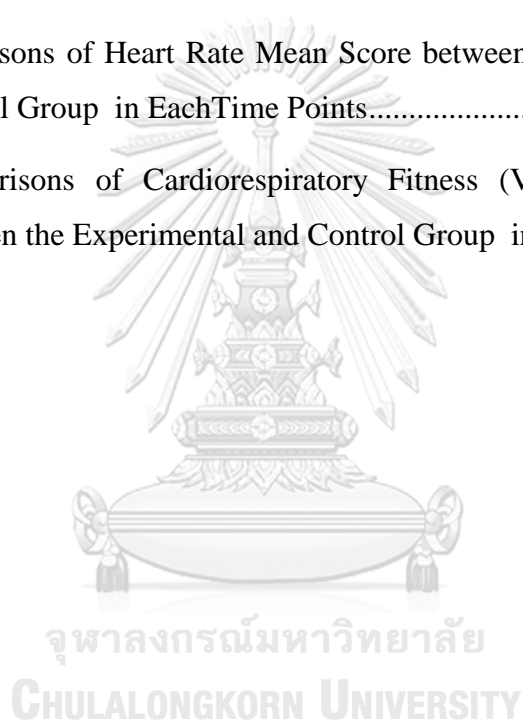 sons of Heart Rate Mean Score between
l Group in EachTime Points...................
risons of Cardiorespiratory Fitness (V
en the Experimental and Control Group i
จุฬาลงกรณ์มหาวิทยาลัย
CHULALONGKORN UNIVERSITY